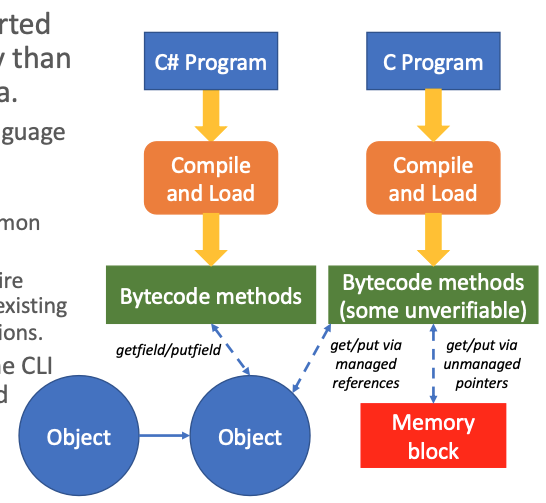 rted
y than
a.
nguage
mon
ire
existing
ions.
e CLI
d
C# Program
C Program
Compile
and Load
Compile
and Load
Bytecode methods
Bytecode methods
(some unverifiable)
getfield/putfield
get/put via
managed
references
get/put via
unmanaged
pointers
Object
Object
Memory
block